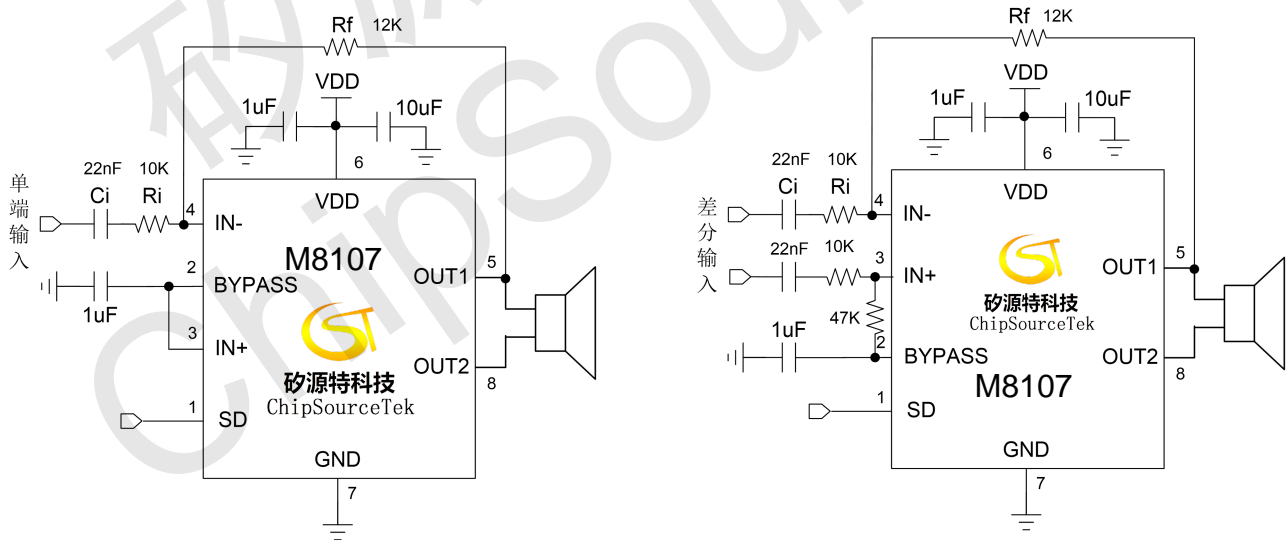 Rf 12K
VDD
1uF 10uF
6
22nF 10K
Ci Ri
单端输入
4
IN-
VDD
M8107
2
BYPASS
OUT1
5
1uF
3
IN+
矽源特科技
ChipSourceTek
OUT2
8
1
SD
GND
7
Rf 12K
VDD
1uF 10uF
6
22nF 10K
Ci Ri
差分输入
4
IN-
VDD
22nF 10K
3
IN+
OUT1
5
47K
矽源特科技
ChipSourceTek
1uF
2
BYPASS
OUT2
8
M8107
1
SD
GND
7
ChipSour